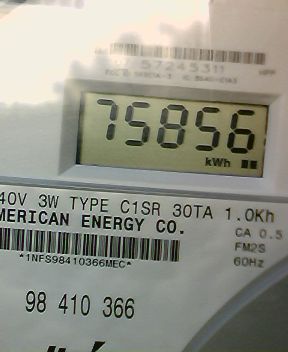 57245311
75856
kWh
40V 3W TYPE C1SR 30TA 1.0Kh
MERICAN ENERGY CO.
CA 0.5
FM2S
60Hz
*1NFS98410366MEC*
98 410 366